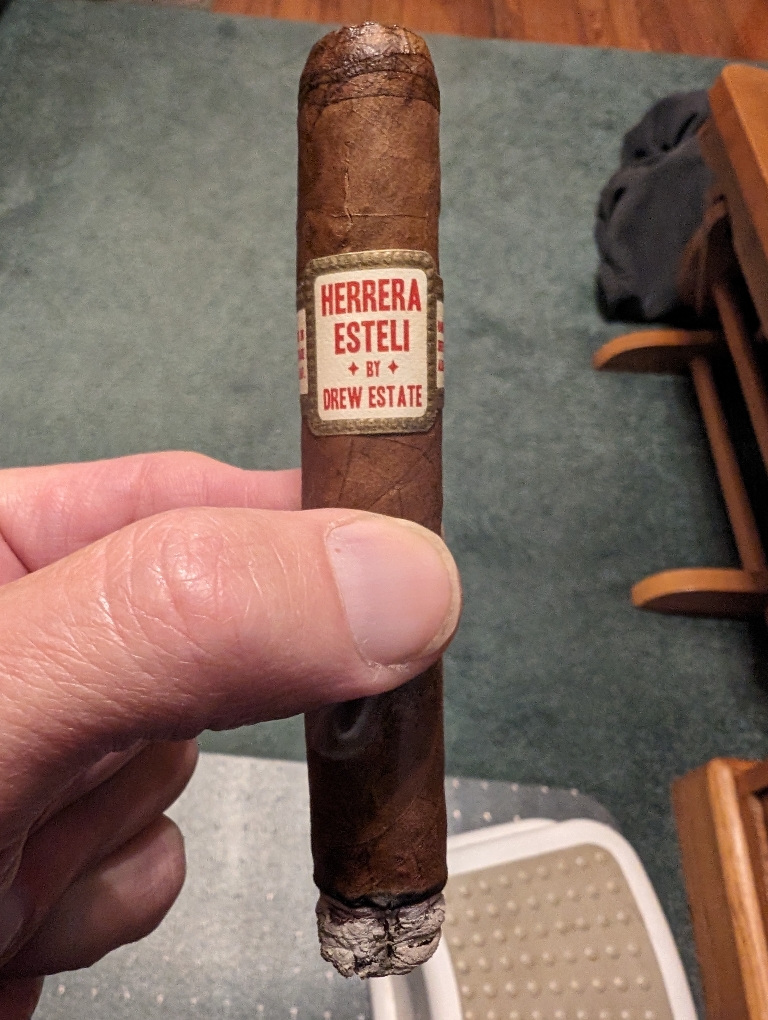 HERRERA
ESTELI
✦ BY ✦
DREW ESTATE